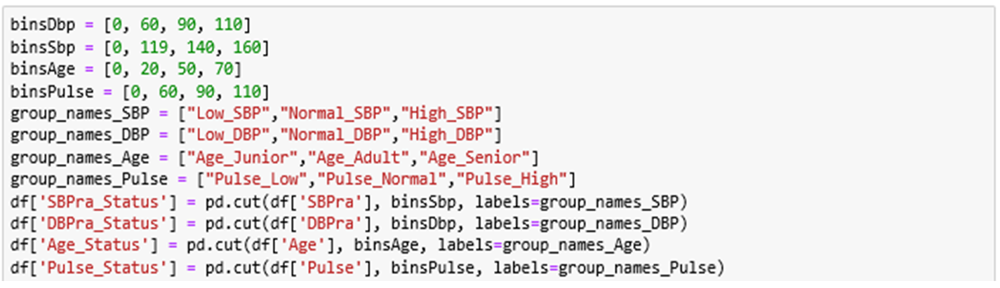 binsDbp = [0, 60, 90, 110]
binsSbp = [0, 119, 140, 160]
binsAge = [0, 20, 50, 70]
binsPulse = [0, 60, 90, 110]
group_names_SBP = ["Low_SBP","Normal_SBP","High_SBP"]
group_names_DBP = ["Low_DBP","Normal_DBP","High_DBP"]
group_names_Age = ["Age_Junior","Age_Adult","Age_Senior"]
group_names_Pulse = ["Pulse_Low","Pulse_Normal","Pulse_High"]
df['SBPra_Status'] = pd.cut(df['SBPra'], binsSbp, labels=group_names_SBP)
df['DBPra_Status'] = pd.cut(df['DBPra'], binsDbp, labels=group_names_DBP)
df['Age_Status'] = pd.cut(df['Age'], binsAge, labels=group_names_Age)
df['Pulse_Status'] = pd.cut(df['Pulse'], binsPulse, labels=group_names_Pulse)